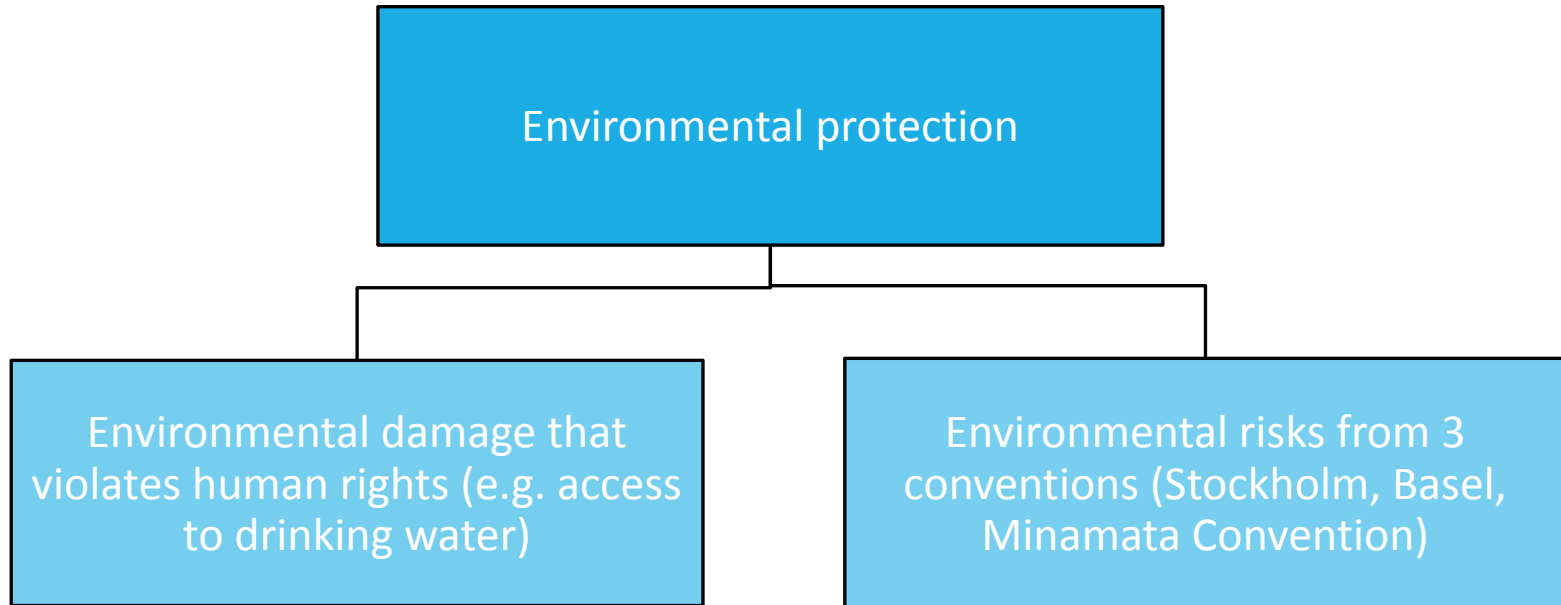 Environmental protection
Environmental damage that
violates human rights (e.g. access
to drinking water)
Environmental risks from 3
conventions (Stockholm, Basel,
Minamata Convention)